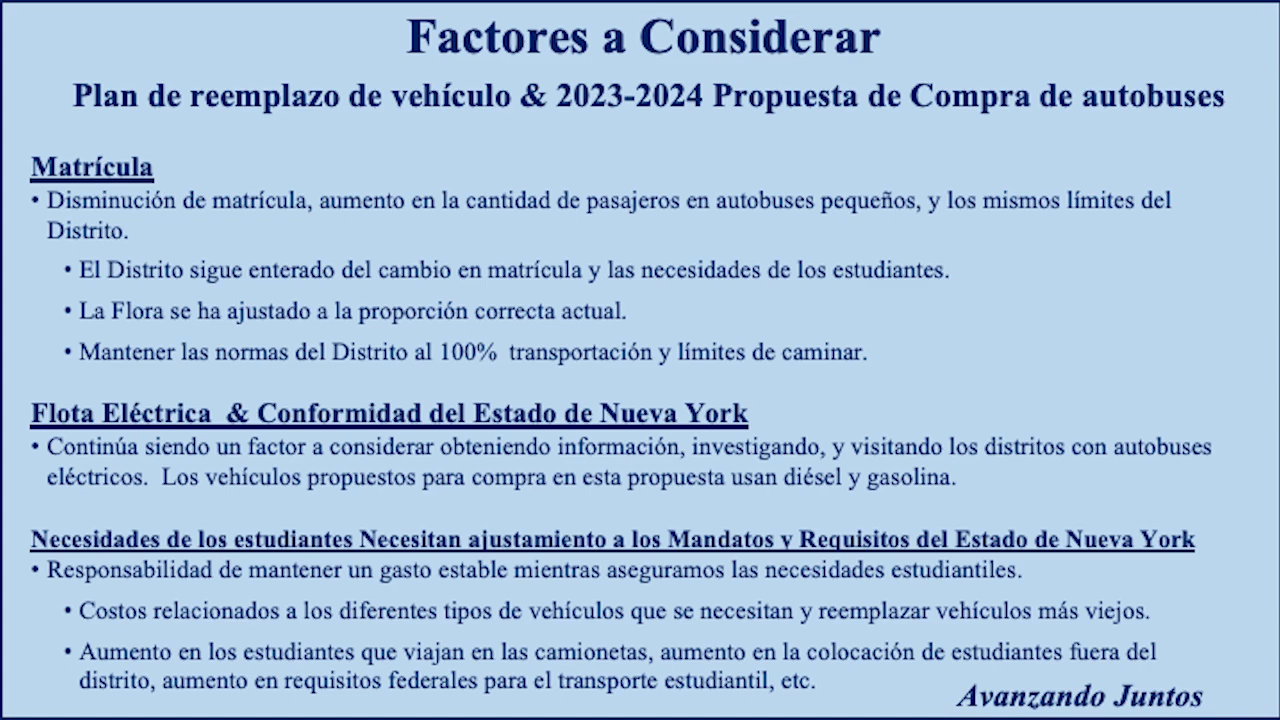 Factores a Considerar
Plan de reemplazo de vehículo & 2023-2024 Propuesta de Compra de autobuses
Matrícula
• Disminución de matrícula, aumento en la cantidad de pasajeros en autobuses pequeños, y los mismos límites del
Distrito.
• El Distrito sigue enterado del cambio en matrícula y las necesidades de los estudiantes.
• La Flora se ha ajustado a la proporción correcta actual.
• Mantener las normas del Distrito al 100%  transportación y límites de caminar.
Flota Eléctrica  & Conformidad del Estado de Nueva York
• Continúa siendo un factor a considerar obteniendo información, investigando, y visitando los distritos con autobuses
eléctricos.  Los vehículos propuestos para compra en esta propuesta usan diésel y gasolina.
Necesidades de los estudiantes Necesitan ajustamiento a los Mandatos y Requisitos del Estado de Nueva York
• Responsabilidad de mantener un gasto estable mientras aseguramos las necesidades estudiantiles.
• Costos relacionados a los diferentes tipos de vehículos que se necesitan y reemplazar vehículos más viejos.
• Aumento en los estudiantes que viajan en las camionetas, aumento en la colocación de estudiantes fuera del
distrito, aumento en requisitos federales para el transporte estudiantil, etc.
Avanzando Juntos